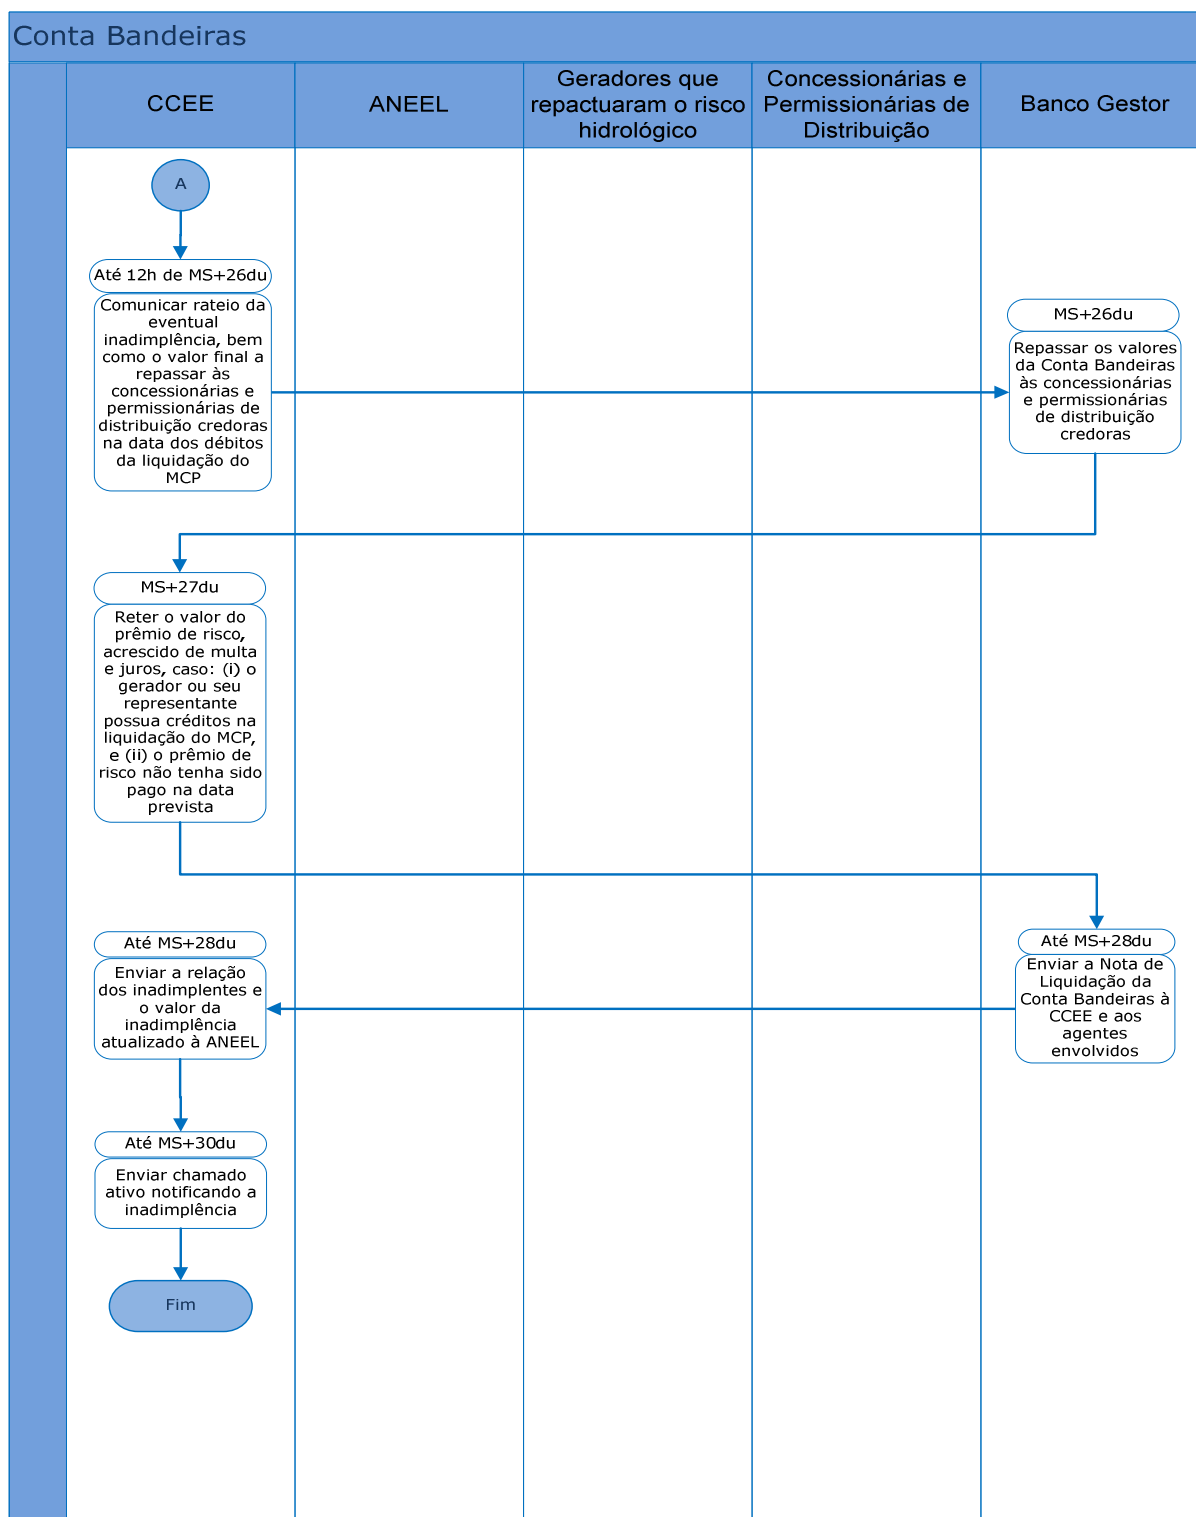 Conta Bandeiras
CCEE
ANEEL
Geradores que
repactuaram o risco
hidrológico
Concessionárias e
Permissionárias de
Distribuição
Banco Gestor
A
Até 12h de MS+26du
Comunicar rateio da
eventual
inadimplência, bem
como o valor final a
repassar às
concessionárias e
permissionárias de
distribuição credoras
na data dos débitos
da liquidação do
MCP
MS+26du
Repassar os valores
da Conta Bandeiras
às concessionárias
e permissionárias
de distribuição
credoras
MS+27du
Reter o valor do
prêmio de risco,
acrescido de multa
e juros, caso: (i) o
gerador ou seu
representante
possua créditos na
liquidação do MCP,
e (ii) o prêmio de
risco não tenha sido
pago na data
prevista
Até MS+28du
Enviar a Nota de
Liquidação da
Conta Bandeiras à
CCEE e aos
agentes
envolvidos
Até MS+28du
Enviar a relação
dos inadimplentes e
o valor da
inadimplência
atualizado à ANEEL
Até MS+30du
Enviar chamado
ativo notificando a
inadimplência
Fim